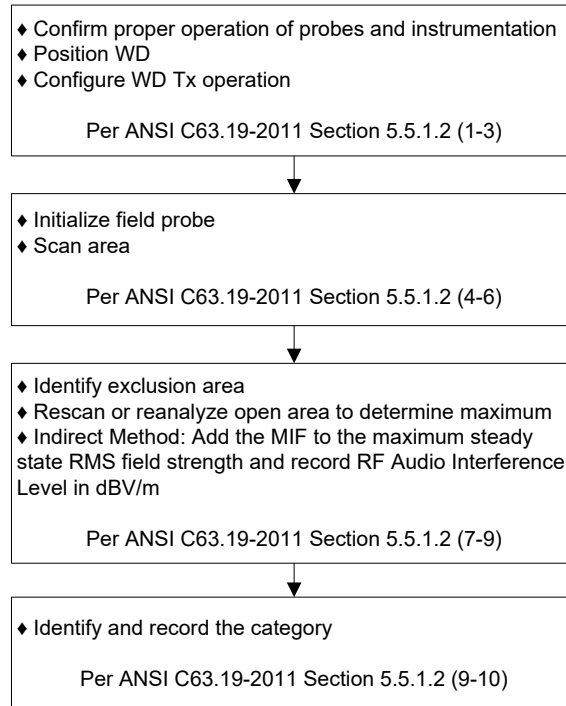 ♦ Confirm proper operation of probes and instrumentation
♦ Position WD
♦ Configure WD Tx operation
Per ANSI C63.19-2011 Section 5.5.1.2 (1-3)
♦ Initialize field probe
♦ Scan area
Per ANSI C63.19-2011 Section 5.5.1.2 (4-6)
♦ Identify exclusion area
♦ Rescan or reanalyze open area to determine maximum
♦ Indirect Method: Add the MIF to the maximum steady
state RMS field strength and record RF Audio Interference
Level in dBV/m
Per ANSI C63.19-2011 Section 5.5.1.2 (7-9)
♦ Identify and record the category
Per ANSI C63.19-2011 Section 5.5.1.2 (9-10)